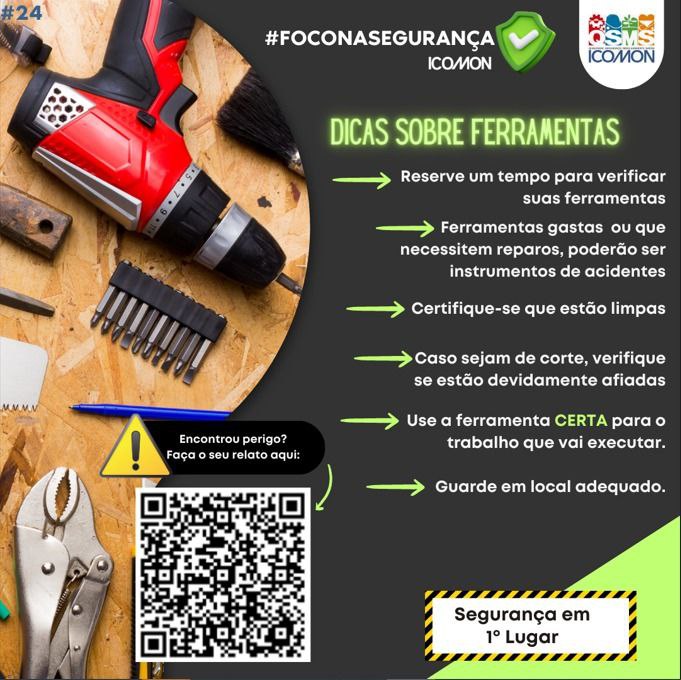 #24
#FOCONASEGURANÇA
ICOMON
QSMS
ICOMON
DICAS SOBRE FERRAMENTAS
Reserve um tempo para verificar
suas ferramentas
Ferramentas gastas ou que
necessitem reparos, poderão ser
instrumentos de acidentes
Certifique-se que estão limpas
Caso sejam de corte, verifique
se estão devidamente afiadas
Use a ferramenta CERTA para o
trabalho que vai executar.
Guarde em local adequado.
Encontrou perigo?
Faça o seu relato aqui:
Segurança em
1º Lugar